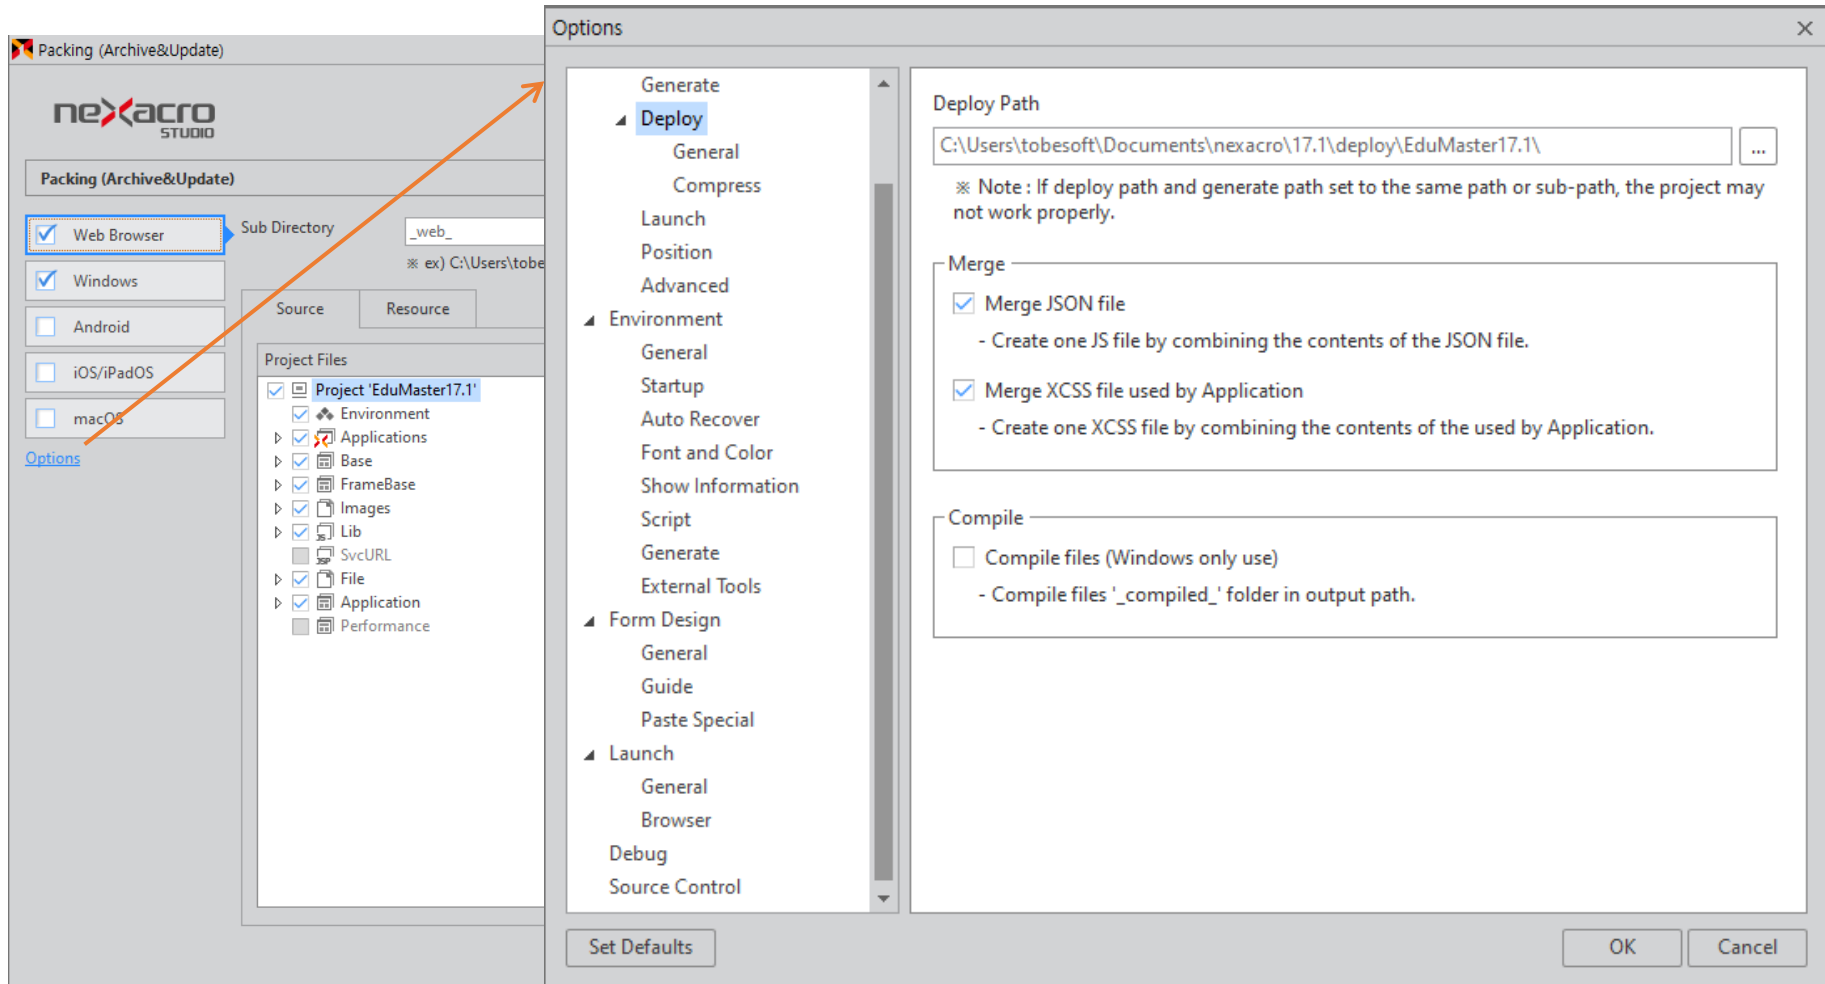 Packing (Archive&Update)
nexacro
STUDIO
Packing (Archive&Update)
Web Browser
Windows
Android
iOS/iPadOS
macOS
Options
Sub Directory
_web_
※ ex) C:\Users\tobe
Source
Resource
Project Files
Project 'EduMaster17.1'
Environment
Applications
Base
FrameBase
Images
Lib
SvcURL
File
Application
Performance
Options
Generate
Deploy
General
Compress
Launch
Position
Advanced
Environment
General
Startup
Auto Recover
Font and Color
Show Information
Script
Generate
External Tools
Form Design
General
Guide
Paste Special
Launch
General
Browser
Debug
Source Control
Deploy Path
C:\Users\tobesoft\Documents\nexacro\17.1\deploy\EduMaster17.1\
...
※ Note : If deploy path and generate path set to the same path or sub-path, the project may
not work properly.
Merge
Merge JSON file
- Create one JS file by combining the contents of the JSON file.
Merge XCSS file used by Application
- Create one XCSS file by combining the contents of the used by Application.
Compile
Compile files (Windows only use)
- Compile files '_compiled_' folder in output path.
Set Defaults
OK
Cancel